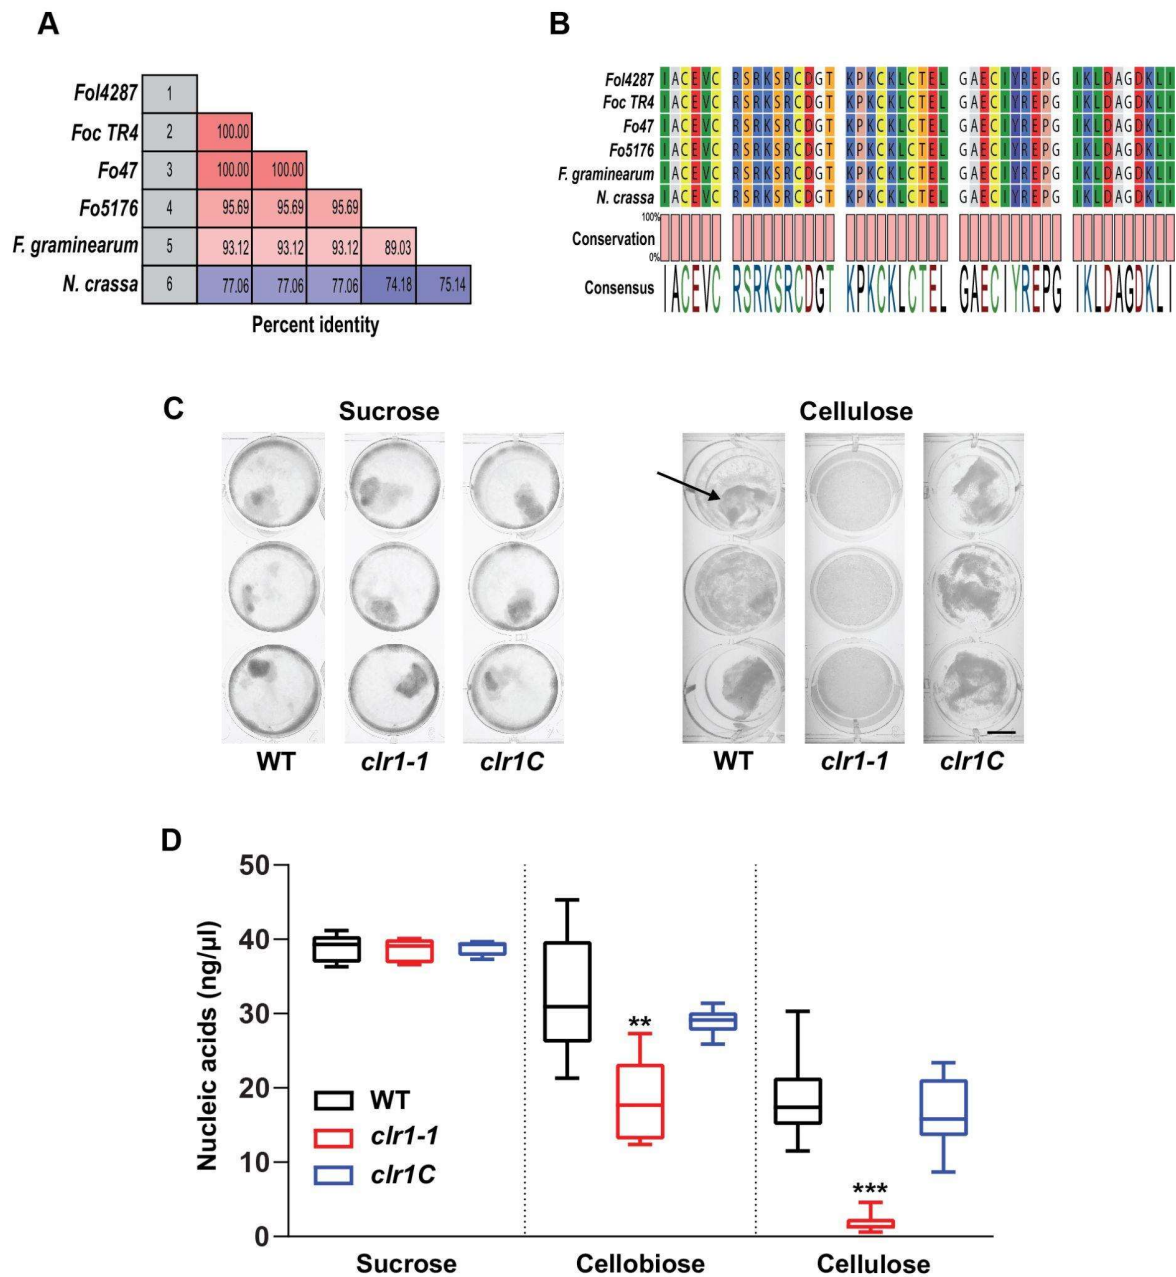 A
Fol4287 1
Foc TR4 2 100.00
Fo47 3 100.00 100.00
Fo5176 4 95.69 95.69 95.69
F. graminearum 5 93.12 93.12 93.12 89.03
N. crassa 6 77.06 77.06 77.06 74.18 75.14
Percent identity
B
Fol4287 IACEVC RSRKSRCDGT KPKCKLCTEL GAECIYREPG IKLDAGDKLI
Foc TR4 IACEVC RSRKSRCDGT KPKCKLCTEL GAECIYREPG IKLDAGDKLI
Fo47 IACEVC RSRKSRCDGT KPKCKLCTEL GAECIYREPG IKLDAGDKLI
Fo5176 IACEVC RSRKSRCDGT KPKCKLCTEL GAECIYREPG IKLDAGDKLI
F. graminearum IACEVC RSRKSRCDGT KPKCKLCTEL GAECIYREPG IKLDAGDKLI
N. crassa IACEVC RSRKSRCDGT KPKCKLCTEL GAECIYREPG IKLDAGDKLI
100%
Conservation
0%
Consensus IACEVC RSRKSRCDGT KPKCKLCTEL GAECIYREPG IKLDAGDKLI
C
Sucrose
WT clr1-1 clr1C
Cellulose
WT clr1-1 clr1C
D
Nucleic acids (ng/µl)
50
40
30
20
10
0
**
***
WT
clr1-1
clr1C
Sucrose Cellobiose Cellulose